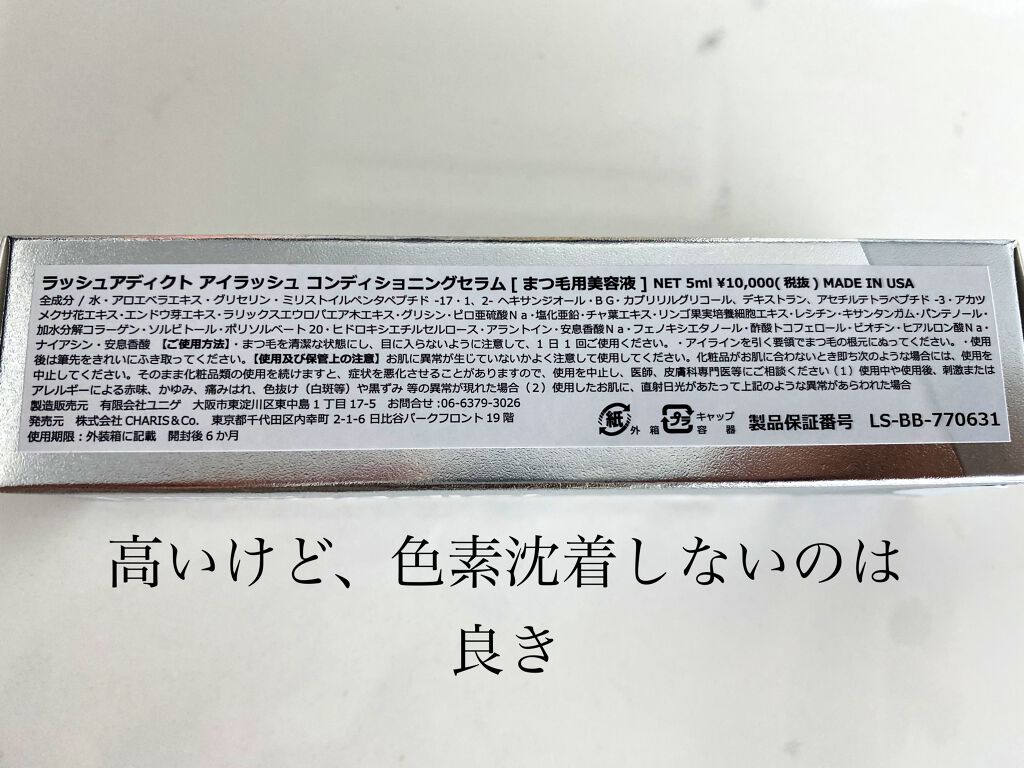 ラッシュアディクト アイラッシュ コンディショニングセラム [ まつ毛用美容液 ] NET 5ml ¥10,000( 税抜 ) MADE IN USA
全成分 / 水・アロエベラエキス・グリセリン・ミリストイルペンタペプチド -17・1、2- ヘキサンジオール・BG・カプリリルグリコール、デキストラン、アセチルテトラペプチド -3・アカツ
メクサ花エキス・エンドウ芽エキス・ラリックスエウロパエア木エキス・グリシン・ピロ亜硫酸Na・塩化亜鉛・チャ葉エキス・リンゴ果実培養細胞エキス・レシチン・キサンタンガム・パンテノール・
加水分解コラーゲン・ソルビトール・ポリソルベート20・ヒドロキシエチルセルロース・アラントイン・安息香酸Na・フェノキシエタノール・酢酸トコフェロール・ビオチン・ヒアルロン酸Na・
ナイアシン・安息香酸 【ご使用方法】・まつ毛を清潔な状態にし、目に入らないように注意して、1日1回ご使用ください。・アイラインを引く要領でまつ毛の根元にぬってください。・使用
後は筆先をきれいにふき取ってください。【使用及び保管上の注意】お肌に異常が生じていないかよく注意して使用してください。化粧品がお肌に合わないとき即ち次のような場合には、使用を
中止してください。そのまま化粧品類の使用を続けますと、症状を悪化させることがありますので、使用を中止し、医師、皮膚科専門医等にご相談ください（1）使用中や使用後、刺激または
アレルギーによる赤味、かゆみ、痛みはれ、色抜け（白斑等）や黒ずみ 等の異常が現れた場合（2）使用したお肌に、直射日光があたって上記のような異常があらわれた場合
製造販売元 有限会社ユニゲ 大阪市東淀川区東中島1丁目17-5 お問合せ:06-6379-3026
発売元 株式会社 CHARIS&Co. 東京都千代田区内幸町 2-1-6 日比谷パークフロント 19階
使用期限：外装箱に記載 開封後6か月
紙 外箱 プラ キャップ 容器 製品保証番号 LS-BB-770631
高いけど、色素沈着しないのは
良き